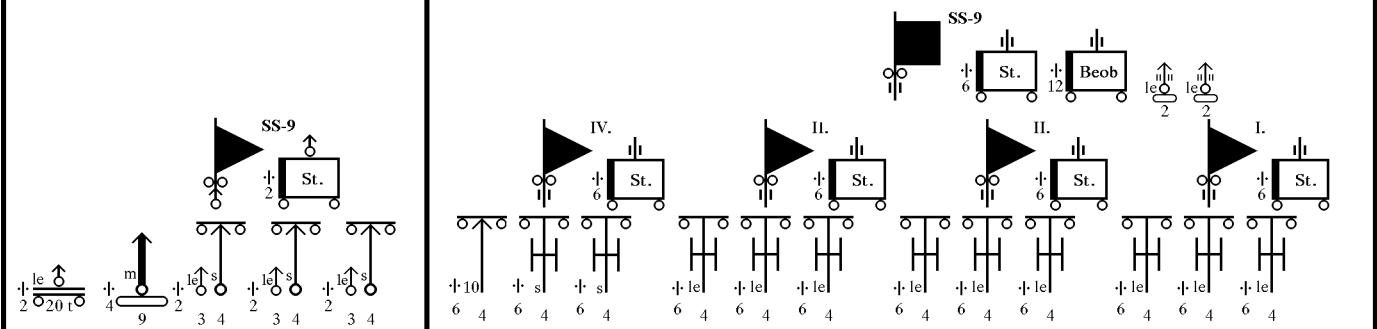 SS-9
St.
2
le m le s le s le s
2 20 t 4 2 2 2
9 3 4 3 4 3 4
SS-9
6 St. 12 Beob le le
2 2
IV. Il. II. I.
6 St. 6 St. 6 St. 6 St.
10 s s le le le le le le le le le
6 4 6 4 6 4 6 4 6 4 6 4 6 4 6 4 6 4 6 4 6 4 6 4